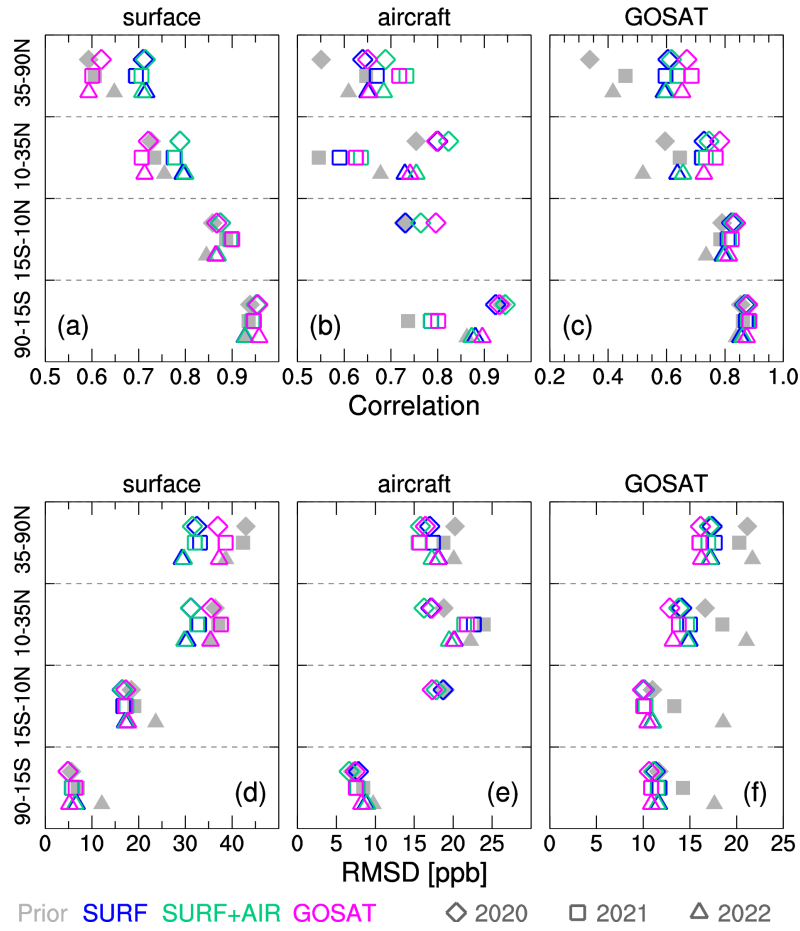 surface aircraft GOSAT
35-90N
10-35N
15S-10N
90-15S
(a) (b) (c)
0.5 0.6 0.7 0.8 0.9 0.5 0.6 0.7 0.8 0.9 0.2 0.4 0.6 0.8 1.0
Correlation
surface aircraft GOSAT
35-90N
10-35N
15S-10N
90-15S
(d) (e) (f)
0 10 20 30 40 0 5 10 15 20 25 0 5 10 15 20 25
RMSD [ppb]
Prior SURF SURF+AIR GOSAT 2020 2021 2022